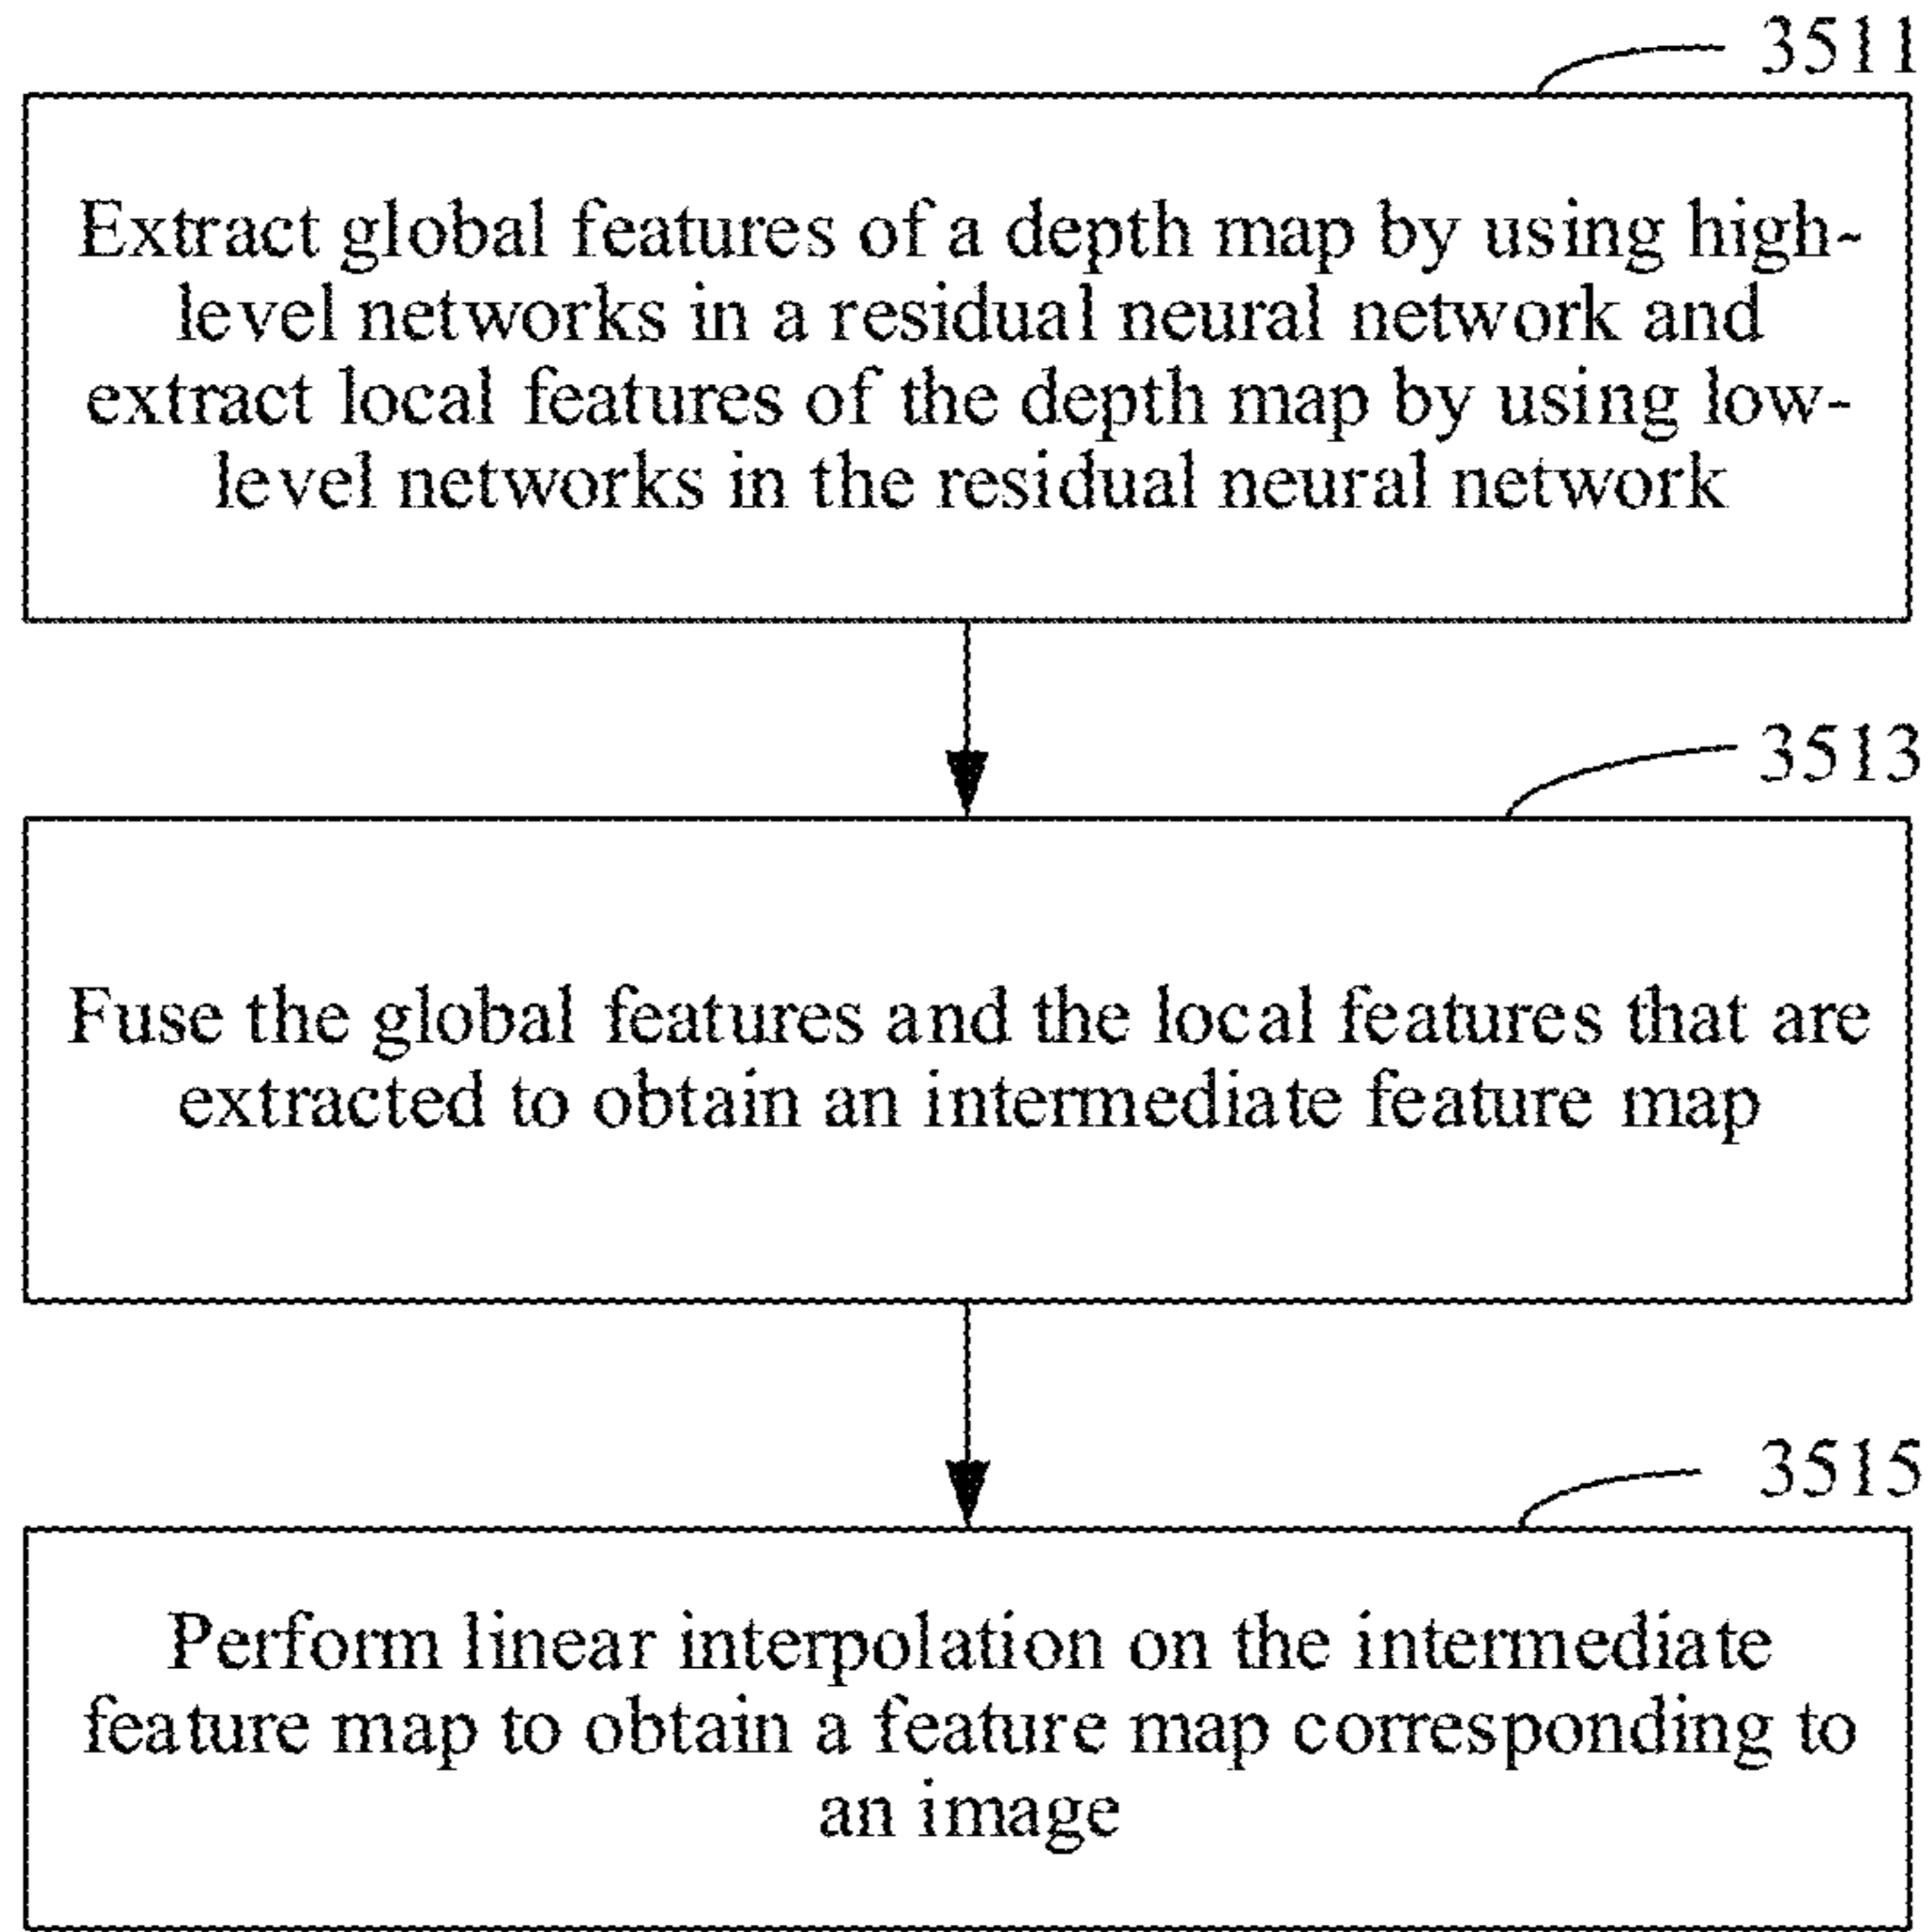 3511
Extract global features of a depth map by using high-
level networks in a residual neural network and
extract local features of the depth map by using low-
level networks in the residual neural network
3513
Fuse the global features and the local features that are
extracted to obtain an intermediate feature map
3515
Perform linear interpolation on the intermediate
feature map to obtain a feature map corresponding to
an image